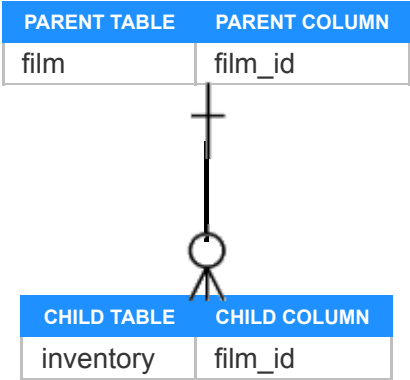 PARENT TABLE PARENT COLUMN
film film_id
CHILD TABLE CHILD COLUMN
inventory film_id